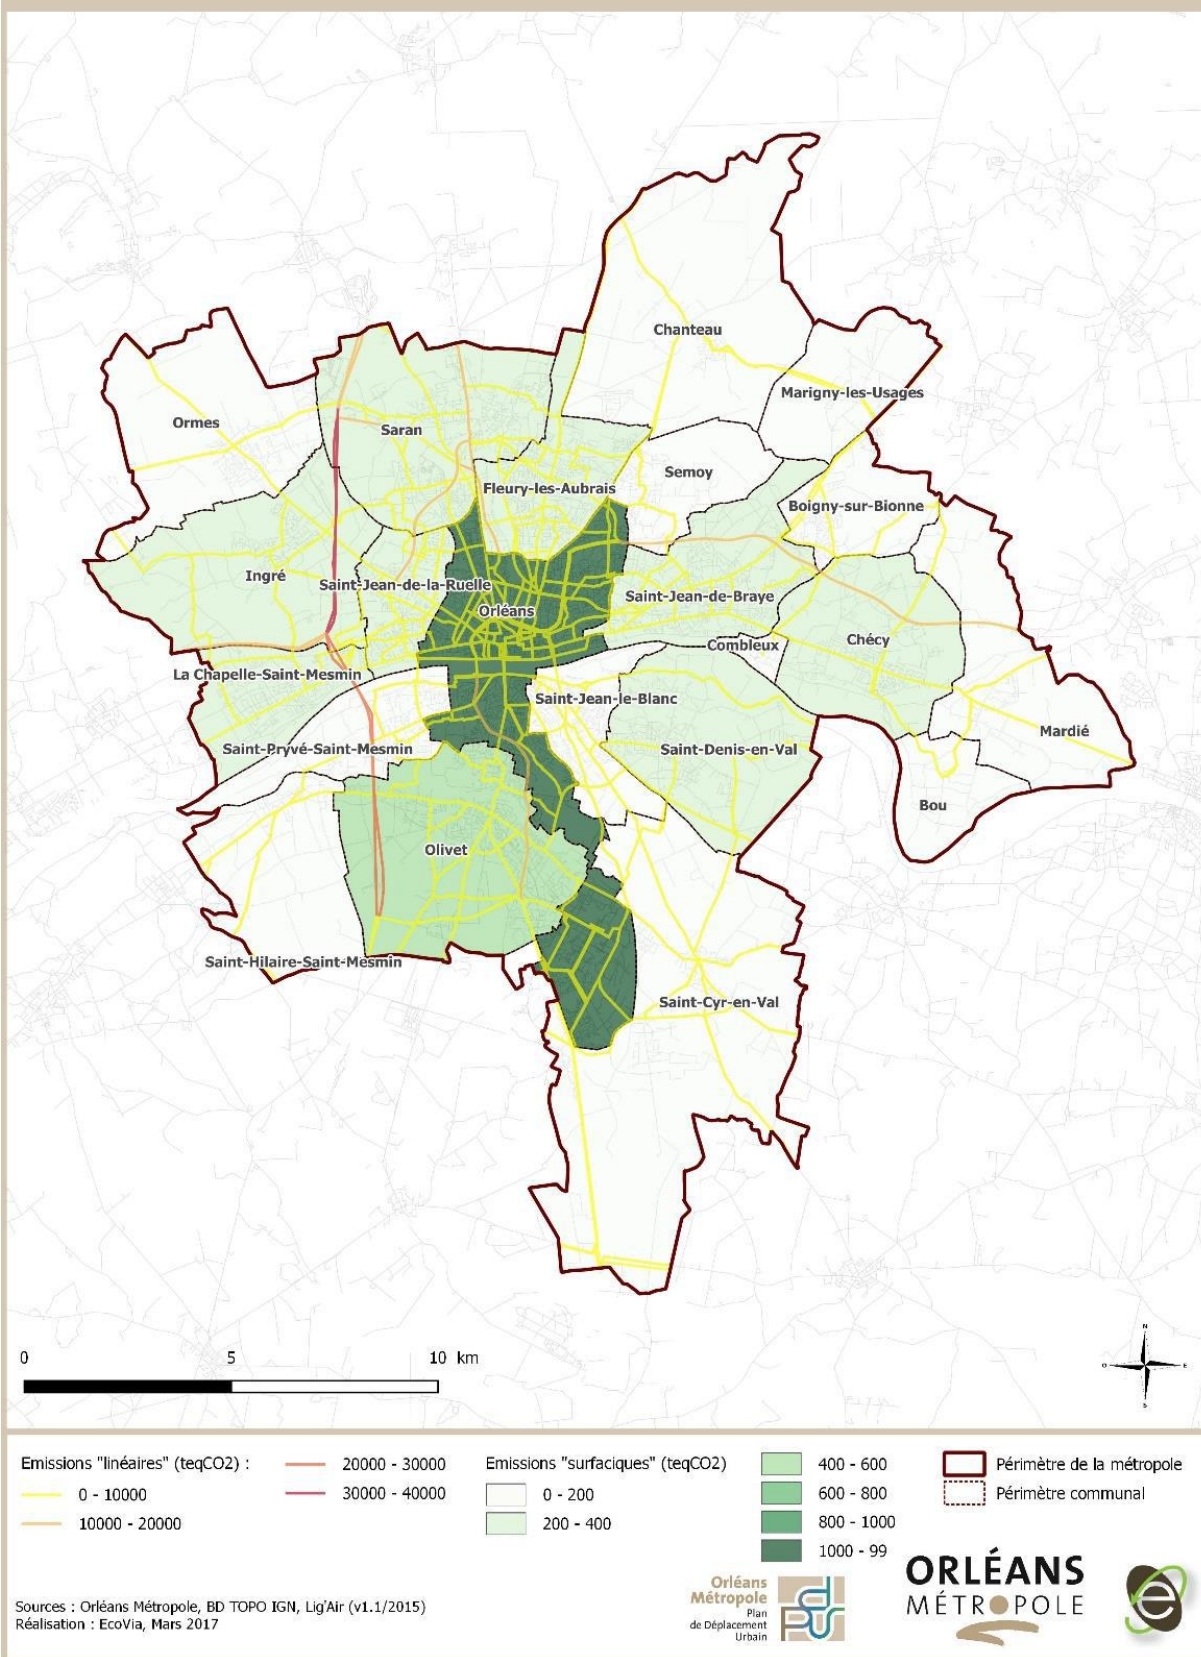 Chanteau
Marigny-les-Usages
Ormes
Saran
Semoy
Fleury-les-Aubrais
Boigny-sur-Bionne
Ingré
Saint-Jean-de-la-Ruelle
Saint-Jean-de-Braye
Orléans
Combleux
Chécy
La Chapelle-Saint-Mesmin
Saint-Jean-le-Blanc
Saint-Pryvé-Saint-Mesmin
Saint-Denis-en-Val
Mardié
Bou
Olivet
Saint-Hilaire-Saint-Mesmin
Saint-Cyr-en-Val
0 5 10 km
N
O E
S
Emissions "linéaires" (teqCO2) :
0 - 10000
10000 - 20000
20000 - 30000
30000 - 40000
Emissions "surfaciques" (teqCO2)
0 - 200
200 - 400
400 - 600
600 - 800
800 - 1000
1000 - 99
Périmètre de la métropole
Périmètre communal
Sources : Orléans Métropole, BD TOPO IGN, Lig'Air (v1.1/2015)
Réalisation : EcoVia, Mars 2017
Orléans
Métropole
Plan
de Déplacement
Urbain
pdu
ORLÉANS
MÉTROPOLE
e